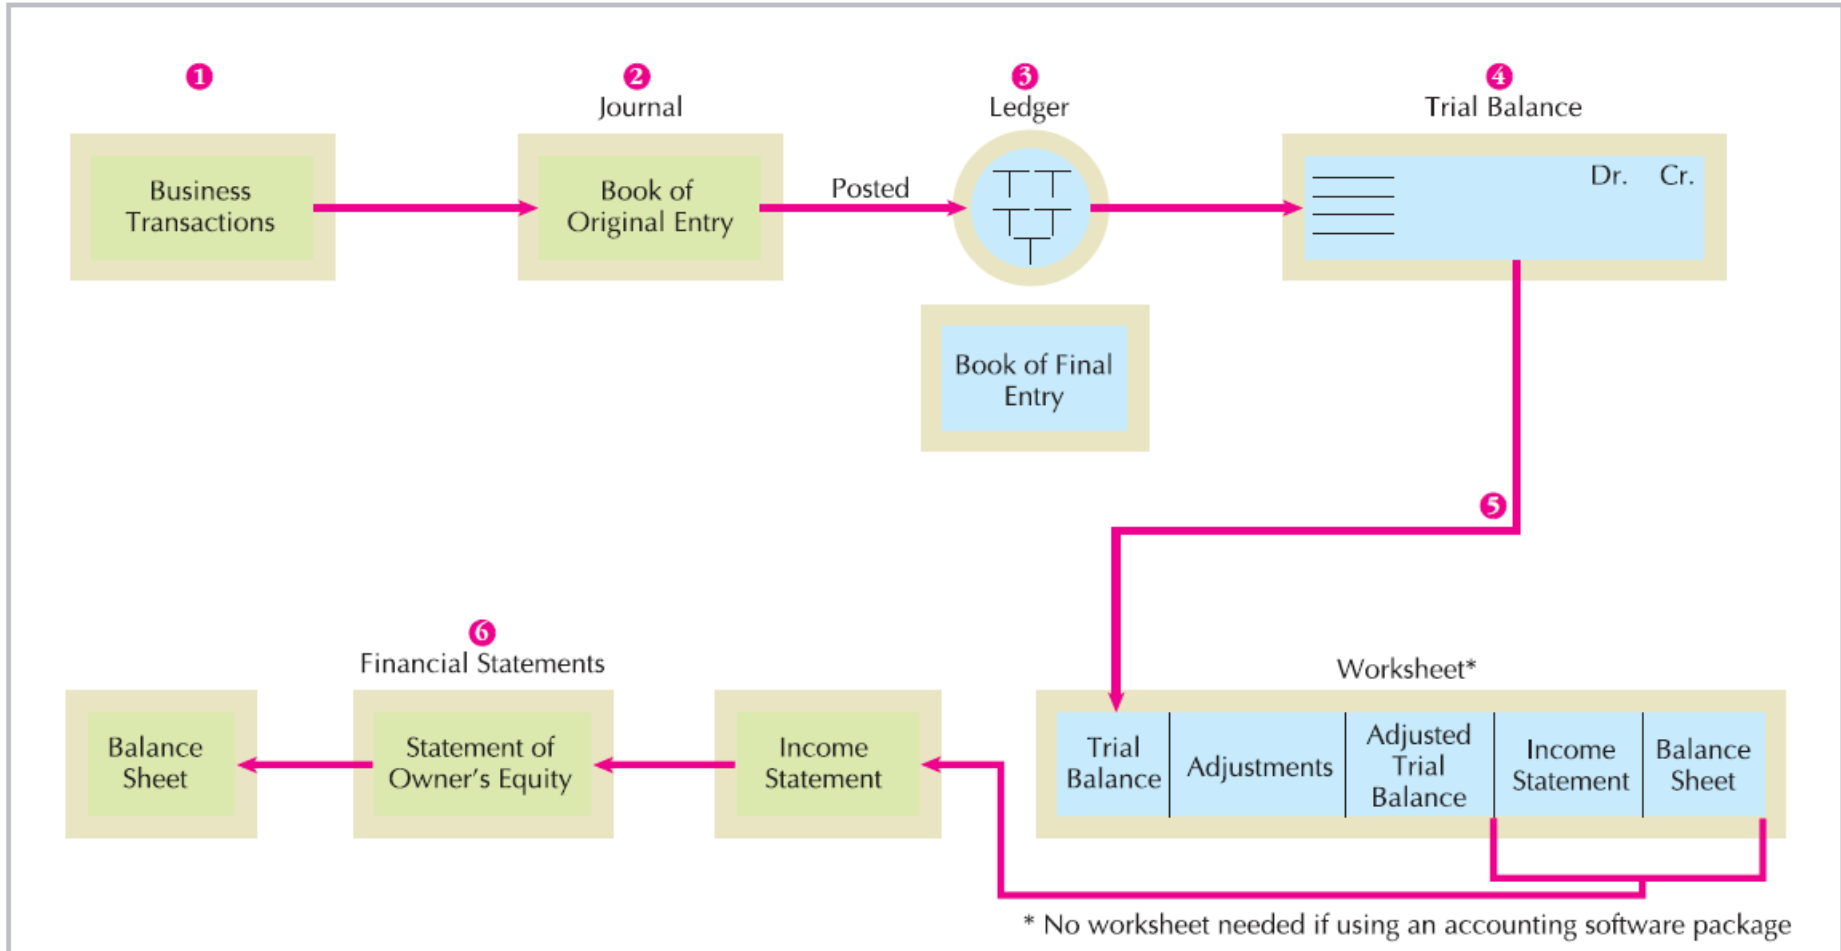 1
2
Journal
3
Ledger
4
Trial Balance
Business
Transactions
Book of
Original Entry
Posted
Dr. Cr.
Book of Final
Entry
5
6
Financial Statements
Worksheet*
Balance
Sheet
Statement of
Owner's Equity
Income
Statement
Trial
Balance
Adjustments
Adjusted
Trial
Balance
Income
Statement
Balance
Sheet
* No worksheet needed if using an accounting software package